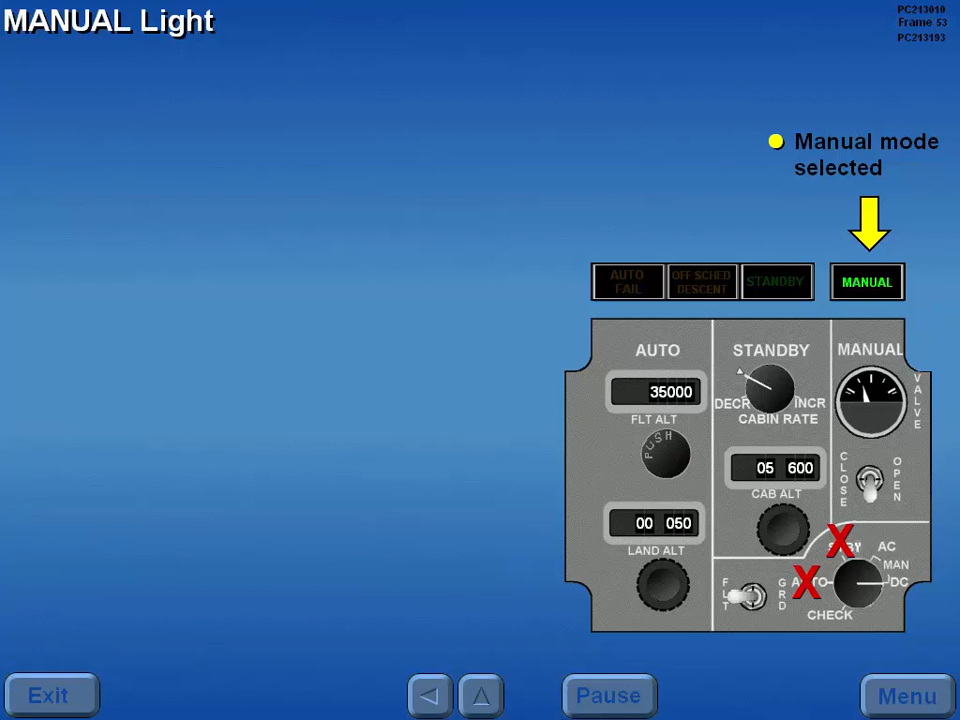 MANUAL Light
PC213010
Frame 53
PC213193
Manual mode
selected
AUTO
FAIL
OFF SCHED
DESCENT
STANDBY
MANUAL
AUTO
35000
FLT ALT
PUSH
00 050
LAND ALT
STANDBY
DECR
INCR
CABIN RATE
05 600
CAB ALT
MANUAL
VALVE
CLOSE
OPEN
FLT
GRD
AC
MAN
DC
CHECK
Exit
Pause
Menu